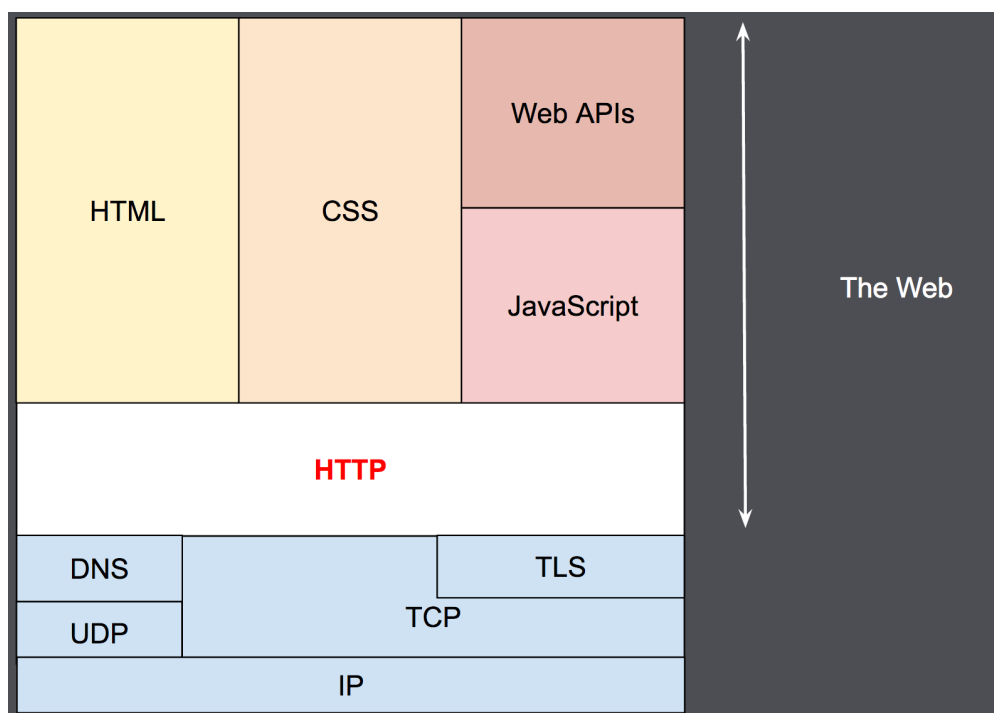 Web APIs
HTML
CSS
JavaScript
The Web
HTTP
DNS
TLS
TCP
UDP
IP